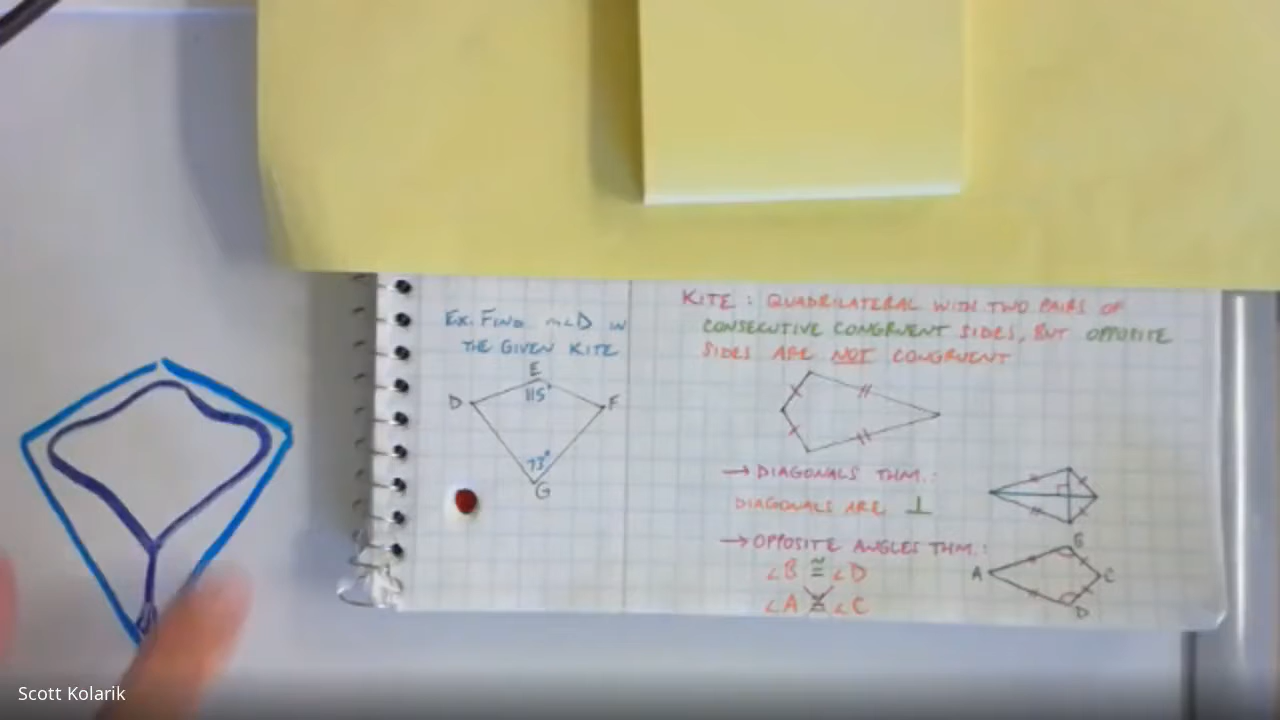 EX. FIND m∠D IN
THE GIVEN KITE
E
115°
D
F
73°
G
KITE : QUADRILATERAL WITH TWO PAIRS OF
CONSECUTIVE CONGRUENT SIDES, BUT OPPOSITE
SIDES ARE NOT CONGRUENT
→ DIAGONALS THM.:
DIAGONALS ARE ⊥
→ OPPOSITE ANGLES THM.:
∠B ≅ ∠D
∠A ≇ ∠C
B
A
C
D
Scott Kolarik